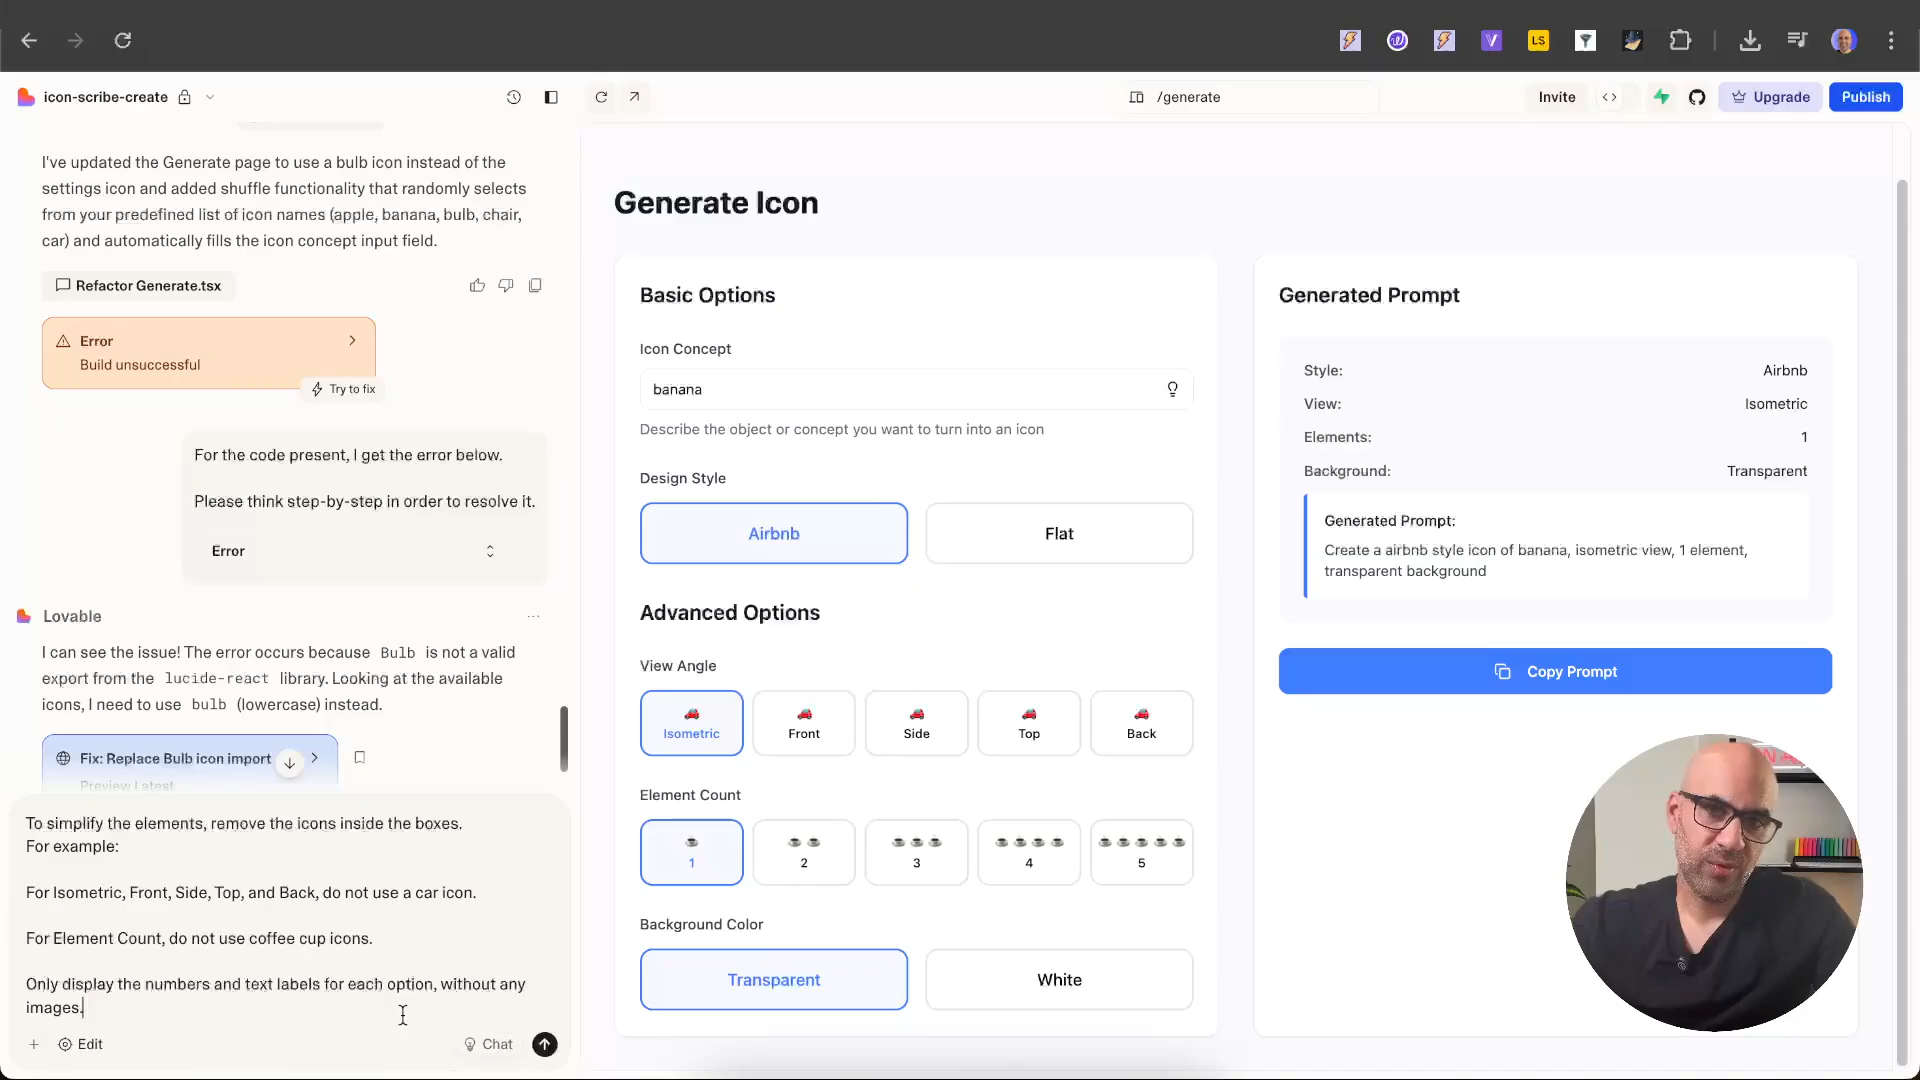 icon-scribe-create
/generate
Invite
Upgrade
Publish
I've updated the Generate page to use a bulb icon instead of the
settings icon and added shuffle functionality that randomly selects
from your predefined list of icon names (apple, banana, bulb, chair,
car) and automatically fills the icon concept input field.
Refactor Generate.tsx
Error
Build unsuccessful
Try to fix
For the code present, I get the error below.
Please think step-by-step in order to resolve it.
Error
Lovable
I can see the issue! The error occurs because Bulb is not a valid
export from the lucide-react library. Looking at the available
icons, I need to use bulb (lowercase) instead.
Fix: Replace Bulb icon import
Preview Latest
To simplify the elements, remove the icons inside the boxes.
For example:
For Isometric, Front, Side, Top, and Back, do not use a car icon.
For Element Count, do not use coffee cup icons.
Only display the numbers and text labels for each option, without any
images.
Edit
Chat
Generate Icon
Basic Options
Icon Concept
banana
Describe the object or concept you want to turn into an icon
Design Style
Airbnb
Flat
Advanced Options
View Angle
Isometric
Front
Side
Top
Back
Element Count
1
2
3
4
5
Background Color
Transparent
White
Generated Prompt
Style: Airbnb
View: Isometric
Elements: 1
Background: Transparent
Generated Prompt:
Create a airbnb style icon of banana, isometric view, 1 element,
transparent background
Copy Prompt
LS